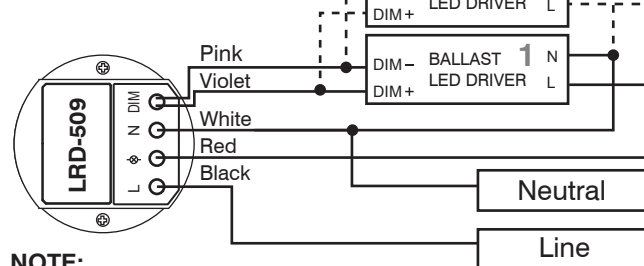 LED DRIVER L
DIM+
Pink
DIM– BALLAST 1 N
LED DRIVER L
DIM+
Violet
White
Red
Black
LRD-509
DIM
N
L
Neutral
Line
NOTE: